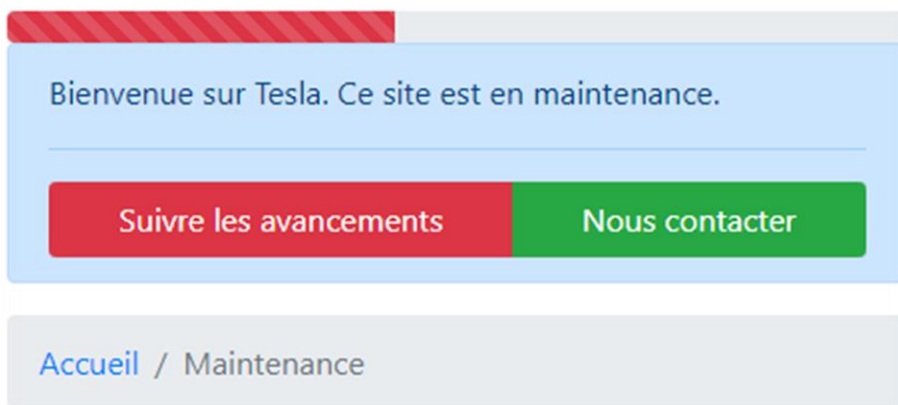 Bienvenue sur Tesla. Ce site est en maintenance.
Suivre les avancements Nous contacter
Accueil / Maintenance